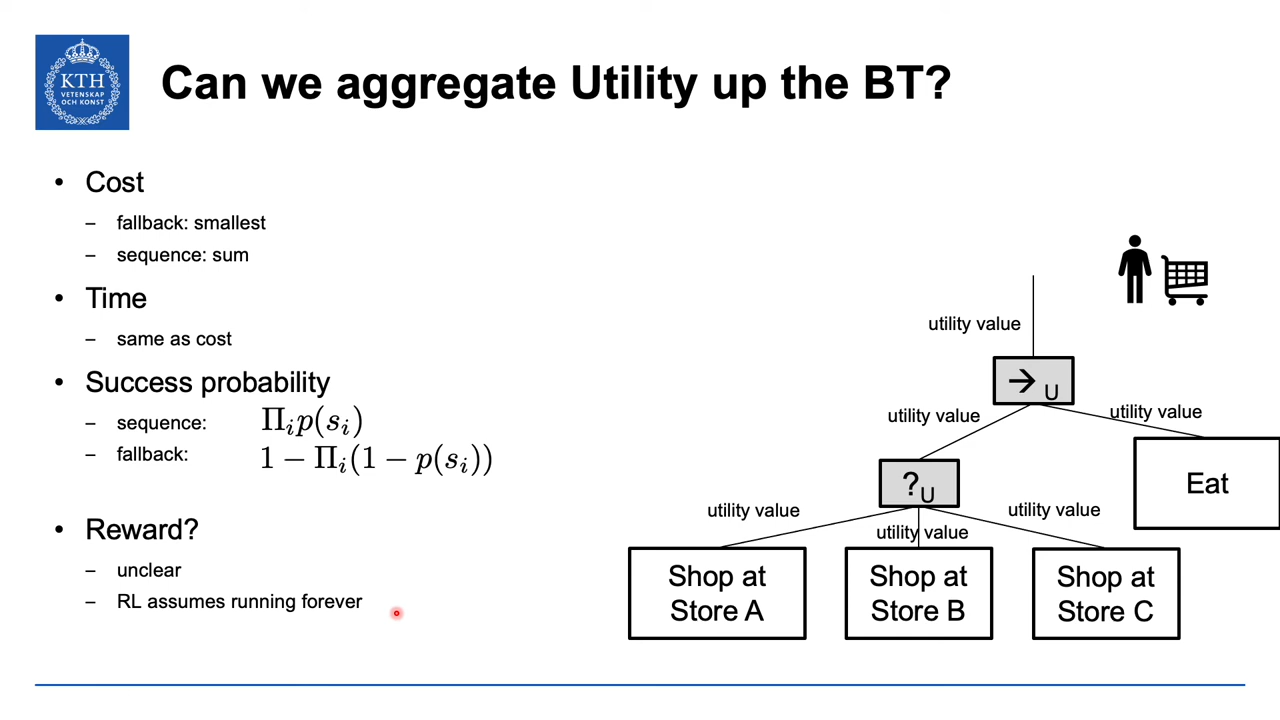 KTH
VETENSKAP
OCH KONST
Can we aggregate Utility up the BT?
• Cost
– fallback: smallest
– sequence: sum
• Time
– same as cost
• Success probability
– sequence: Π_i p(s_i)
– fallback: 1 − Π_i(1 − p(s_i))
• Reward?
– unclear
– RL assumes running forever
utility value
→ U
utility value
utility value
?U
Eat
utility value
utility value
utility value
Shop at
Store A
Shop at
Store B
Shop at
Store C